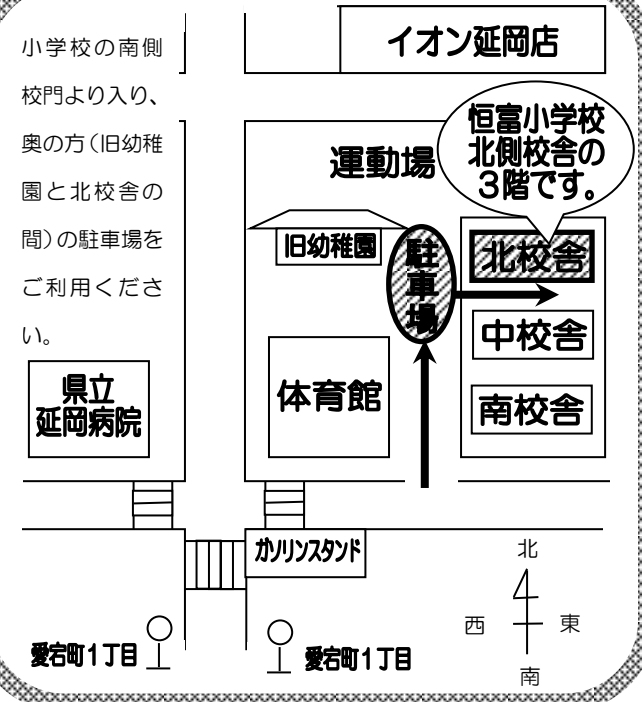 小学校の南側
校門より入り、
奥の方（旧幼稚
園と北校舎の
間）の駐車場を
ご利用くださ
い。
イオン延岡店
恒富小学校
北側校舎の
３階です。
運動場
旧幼稚園
駐車場
北校舎
中校舎
南校舎
体育館
県立
延岡病院
ガソリンスタンド
愛宕町１丁目
愛宕町１丁目
北
西
東
南